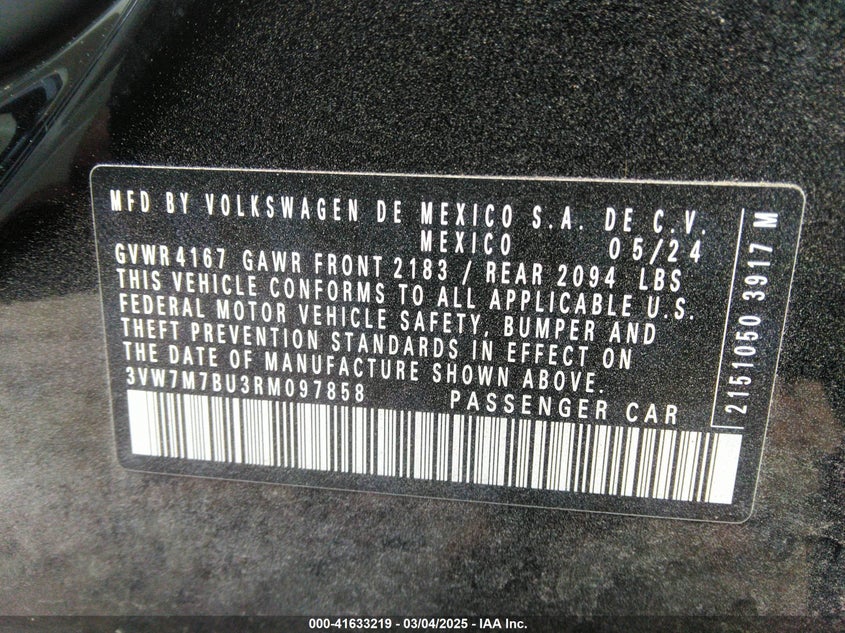 MFD BY VOLKSWAGEN DE MEXICO S.A. DE C.V.
MEXICO 05/24
GVWR 4167 GAWR FRONT 2183 / REAR 2094 LBS
THIS VEHICLE CONFORMS TO ALL APPLICABLE U.S.
FEDERAL MOTOR VEHICLE SAFETY, BUMPER AND
THEFT PREVENTION STANDARDS IN EFFECT ON
THE DATE OF MANUFACTURE SHOWN ABOVE.
3VW7M7BU3RM097858 PASSENGER CAR
2151050 3917 M
000-41633219 - 03/04/2025 - IAA Inc.